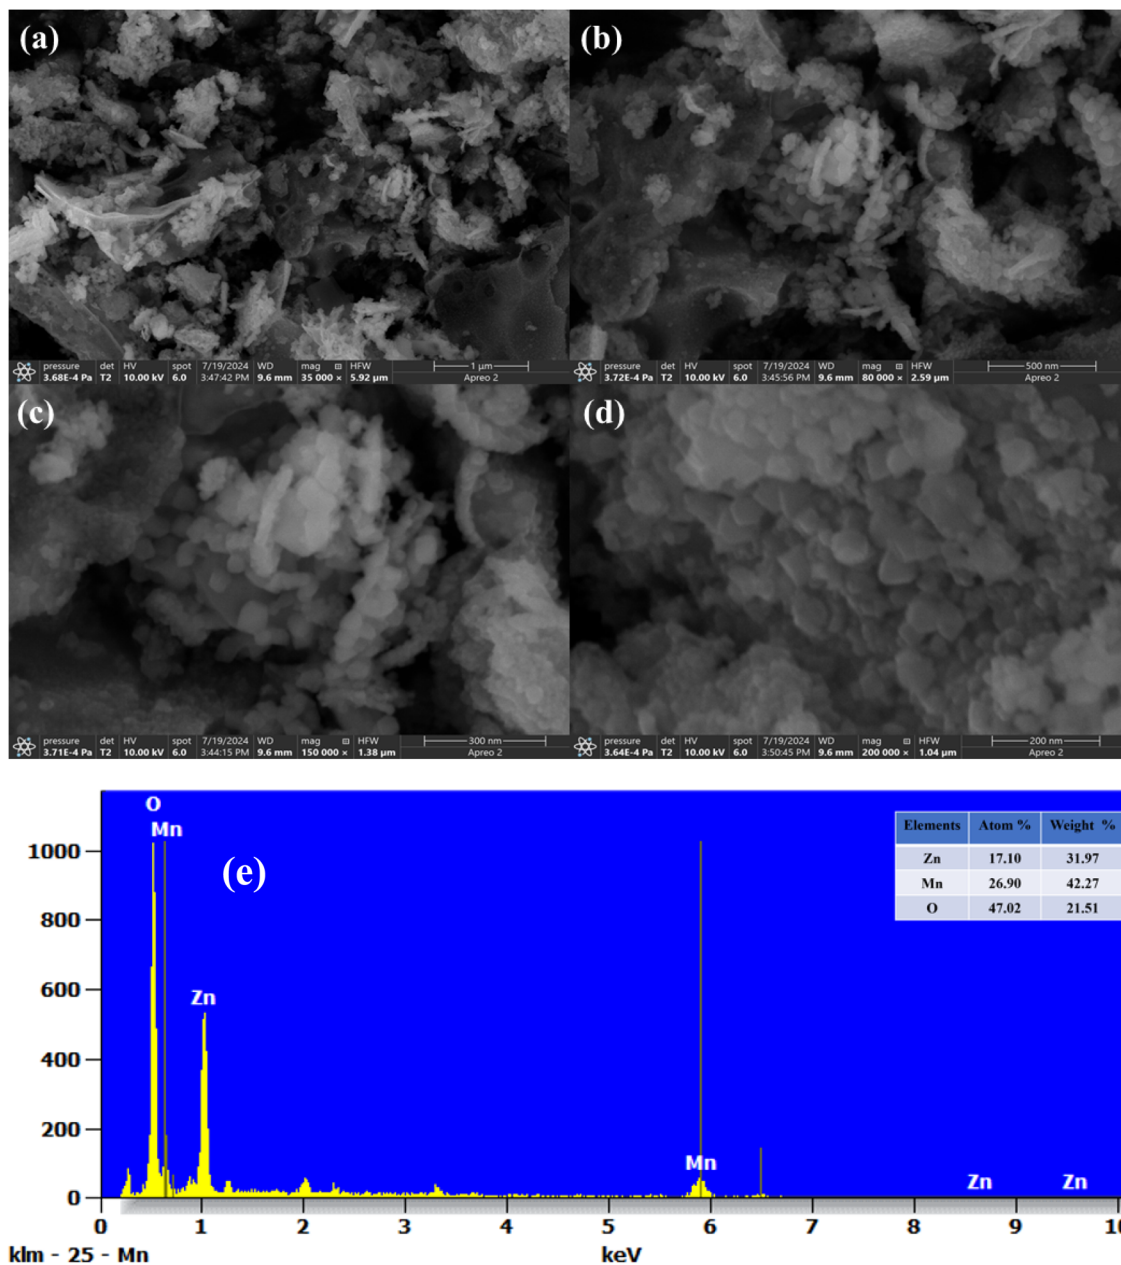 (a)
pressure det HV spot 7/19/2024 WD mag HFW 1 µm
3.68E-4 Pa T2 10.00 kV 6.0 3:47:42 PM 9.6 mm 35 000 × 5.92 µm Apreo 2
(b)
pressure det HV spot 7/19/2024 WD mag HFW 500 nm
3.72E-4 Pa T2 10.00 kV 6.0 3:45:56 PM 9.6 mm 80 000 × 2.59 µm Apreo 2
(c)
pressure det HV spot 7/19/2024 WD mag HFW 300 nm
3.71E-4 Pa T2 10.00 kV 6.0 3:44:15 PM 9.6 mm 150 000 × 1.38 µm Apreo 2
(d)
pressure det HV spot 7/19/2024 WD mag HFW 200 nm
3.64E-4 Pa T2 10.00 kV 6.0 3:50:45 PM 9.6 mm 200 000 × 1.04 µm Apreo 2
(e)
O
Mn
Zn
Mn
Zn
Zn
Elements Atom % Weight %
Zn 17.10 31.97
Mn 26.90 42.27
O 47.02 21.51
1000
800
600
400
200
0
0 1 2 3 4 5 6 7 8 9
klm - 25 - Mn keV